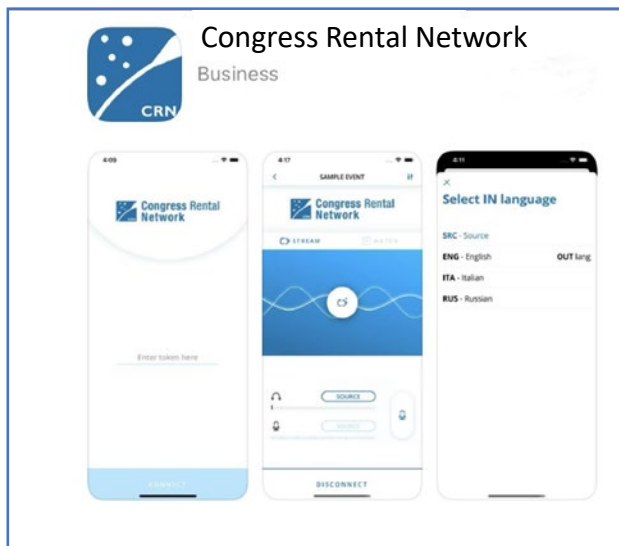 Congress Rental Network
Business
CRN
4:09
Congress Rental
Network
Enter token here
CONNECT
4:17
SAMPLE EVENT
Congress Rental
Network
STREAM
WATCH
SOURCE
DISCONNECT
4:11
Select IN language
SRC - Source
ENG - English OUT lang
ITA - Italian
RUS - Russian